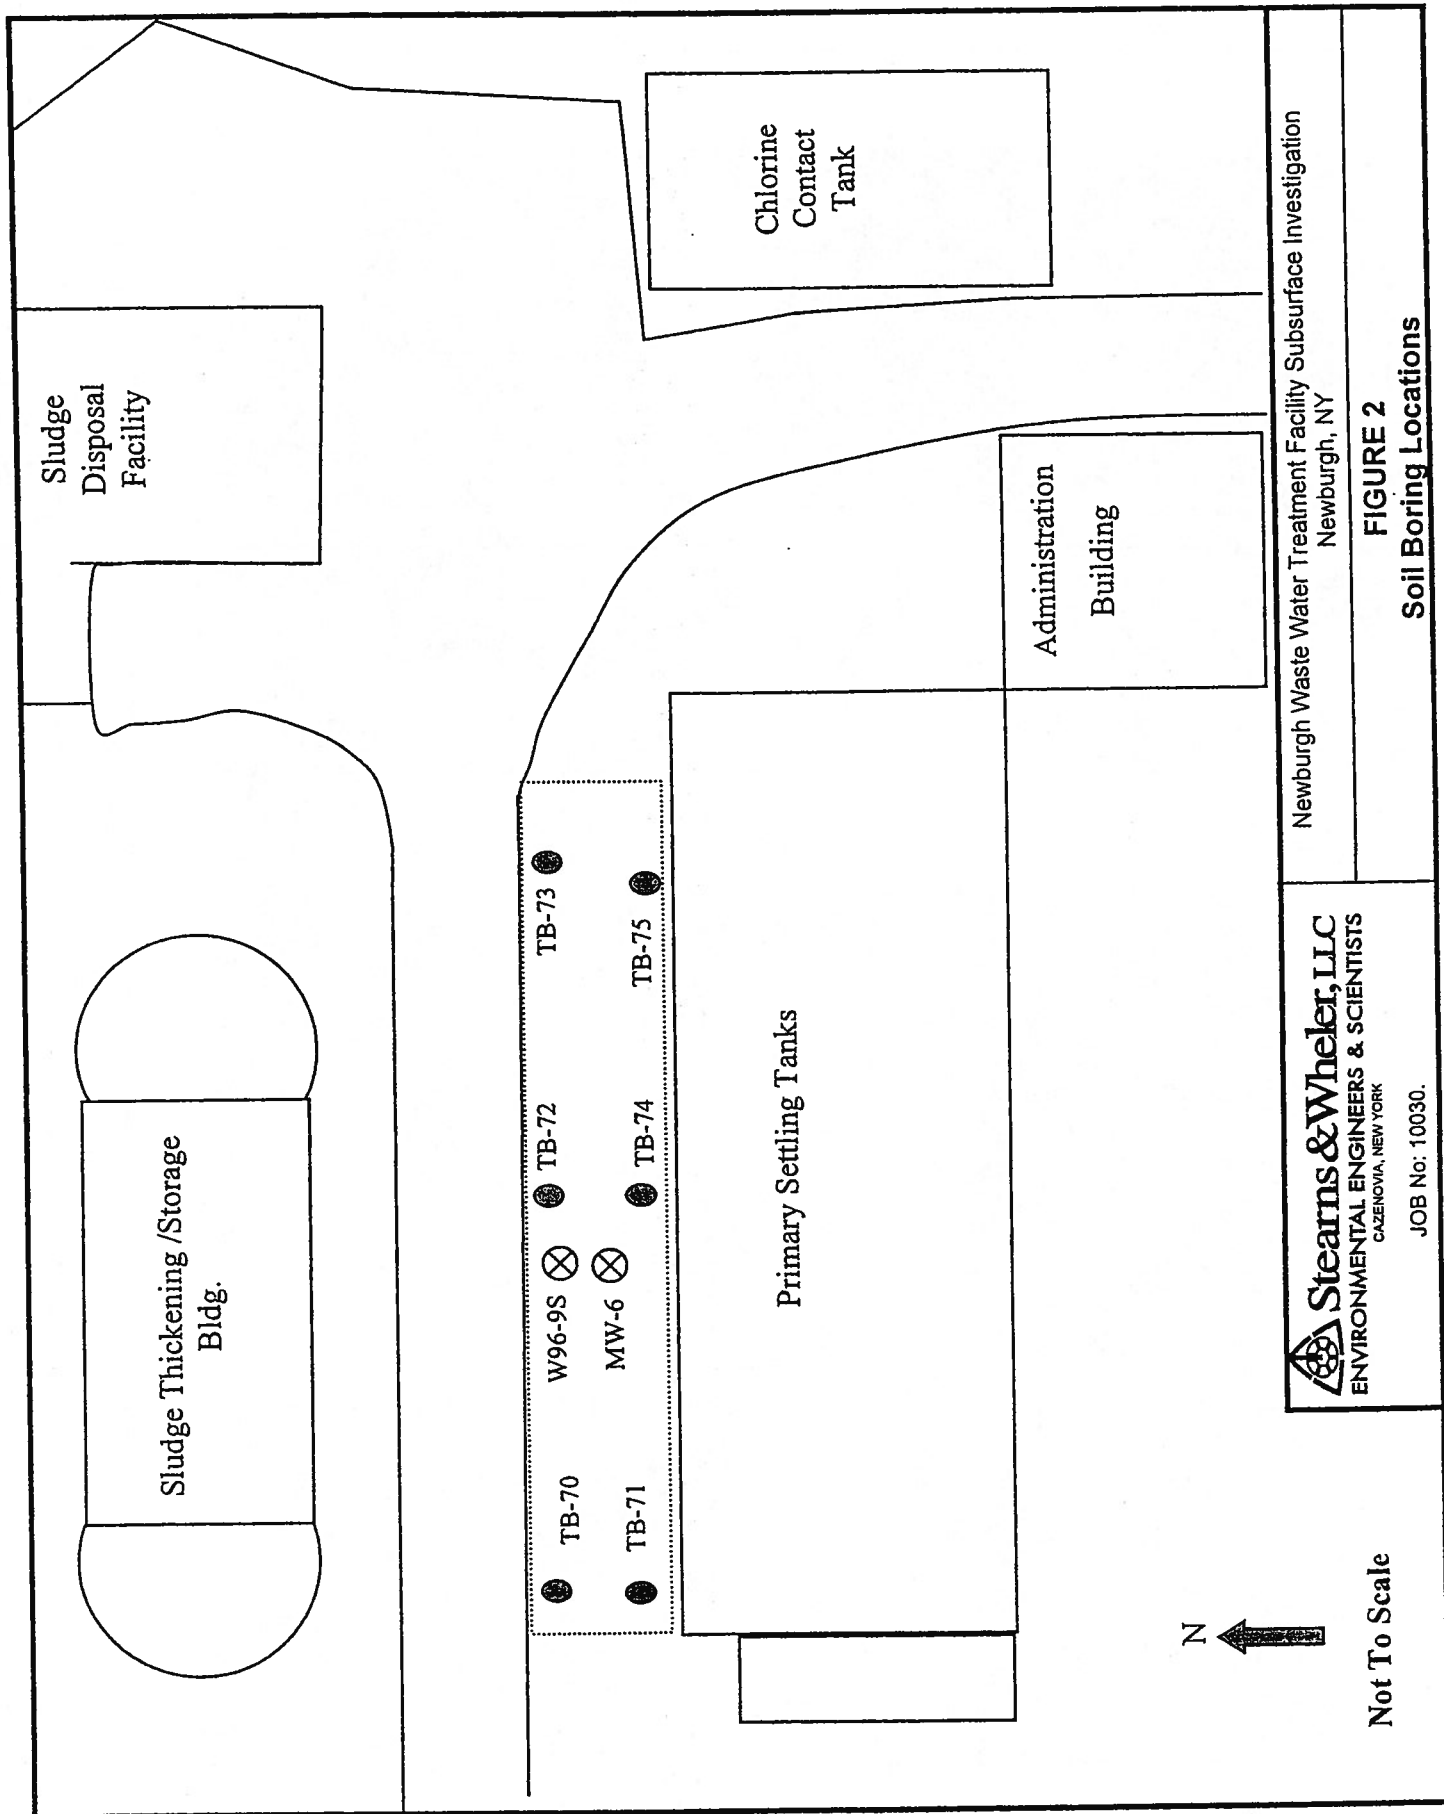 Sludge Thickening /Storage
Bldg.
Sludge
Disposal
Facility
TB-70
W96-9S
TB-72
TB-73
TB-71
MW-6
TB-74
TB-75
Primary Settling Tanks
Chlorine
Contact
Tank
Administration
Building
N
Not To Scale
Stearns & Wheler, LLC
ENVIRONMENTAL ENGINEERS & SCIENTISTS
CAZENOVIA, NEW YORK
JOB No: 10030.
Newburgh Waste Water Treatment Facility Subsurface Investigation
Newburgh, NY
FIGURE 2
Soil Boring Locations